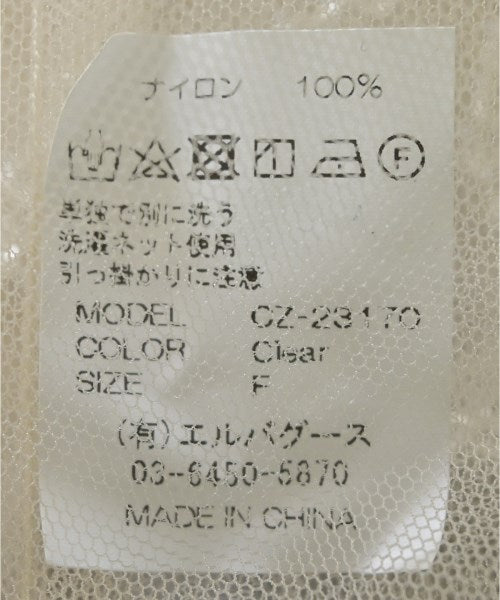 ナイロン 100%
単独で別に洗う
洗濯ネット使用
引っ掛かりに注意
MODEL CZ-23170
COLOR Clear
SIZE F
(有)エルパグース
03-6450-5870
MADE IN CHINA